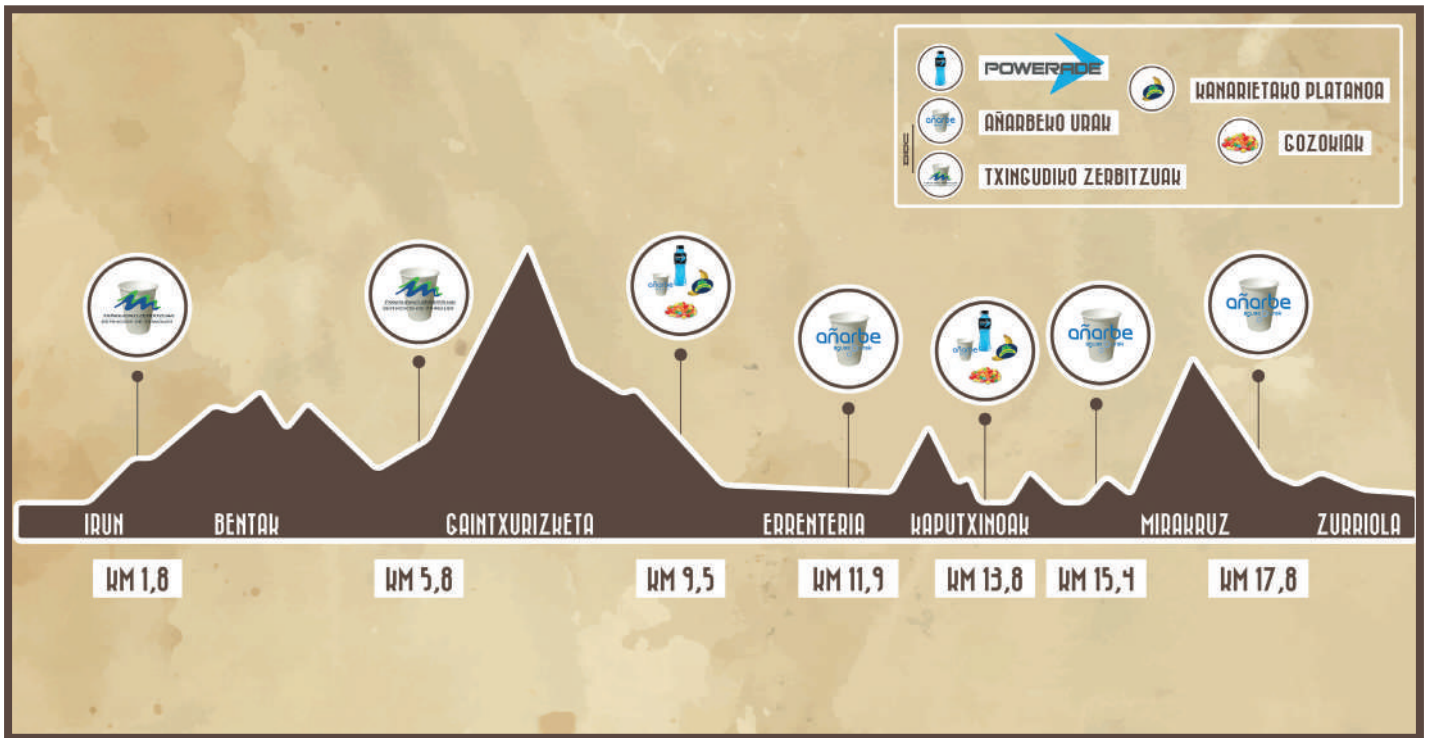 POWERADE
KANARIETAKO PLATANOA
añarbe
AÑARBEKO URAK
GOZOKIAK
TXINGUDIKO ZERBITZUAK
añarbe
añarbe
añarbe
añarbe
añarbe
IRUN
BENTAK
GAINTXURIZKETA
ERRENTERIA
KAPUTXINOAK
MIRAKRUZ
ZURRIOLA
KM 1,8
KM 5,8
KM 9,5
KM 11,9
KM 13,8
KM 15,4
KM 17,8